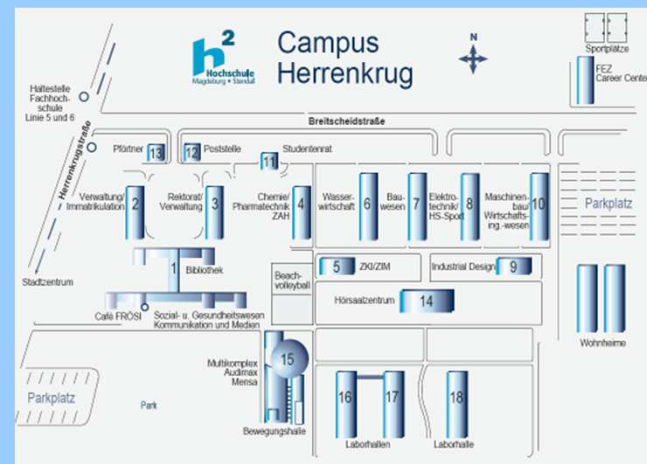 h2
Hochschule
Magdeburg • Stendal
Campus
Herrenkrug
N
Sportplätze
FEZ
Career Center
Haltestelle
Fachhoch-
schule
Linie 5 und 6
Herrenkrugstraße
Breitscheidstraße
Pförtner
13
12
Poststelle
Studentenrat
11
Verwaltung/
Immatrikulation
2
Rektorat/
Verwaltung
3
Chemie/
Pharmatechnik
ZAH
4
Wasser-
wirtschaft
6
Bau-
wesen
7
Elektro-
technik/
HS-Sport
8
Maschinen-
bau/
Wirtschafts-
ing.-wesen
10
Parkplatz
1
Bibliothek
Stadtzentrum
Beach-
volleyball
5
ZKI/ZIM
Industrial Design
9
Hörsaalzentrum
14
Café FRÖSI
Sozial- u. Gesundheitswesen
Kommunikation und Medien
Wohnheime
Multikomplex
Audimax
Mensa
15
Parkplatz
Park
Bewegungshalle
16
17
18
Laborhallen
Laborhalle